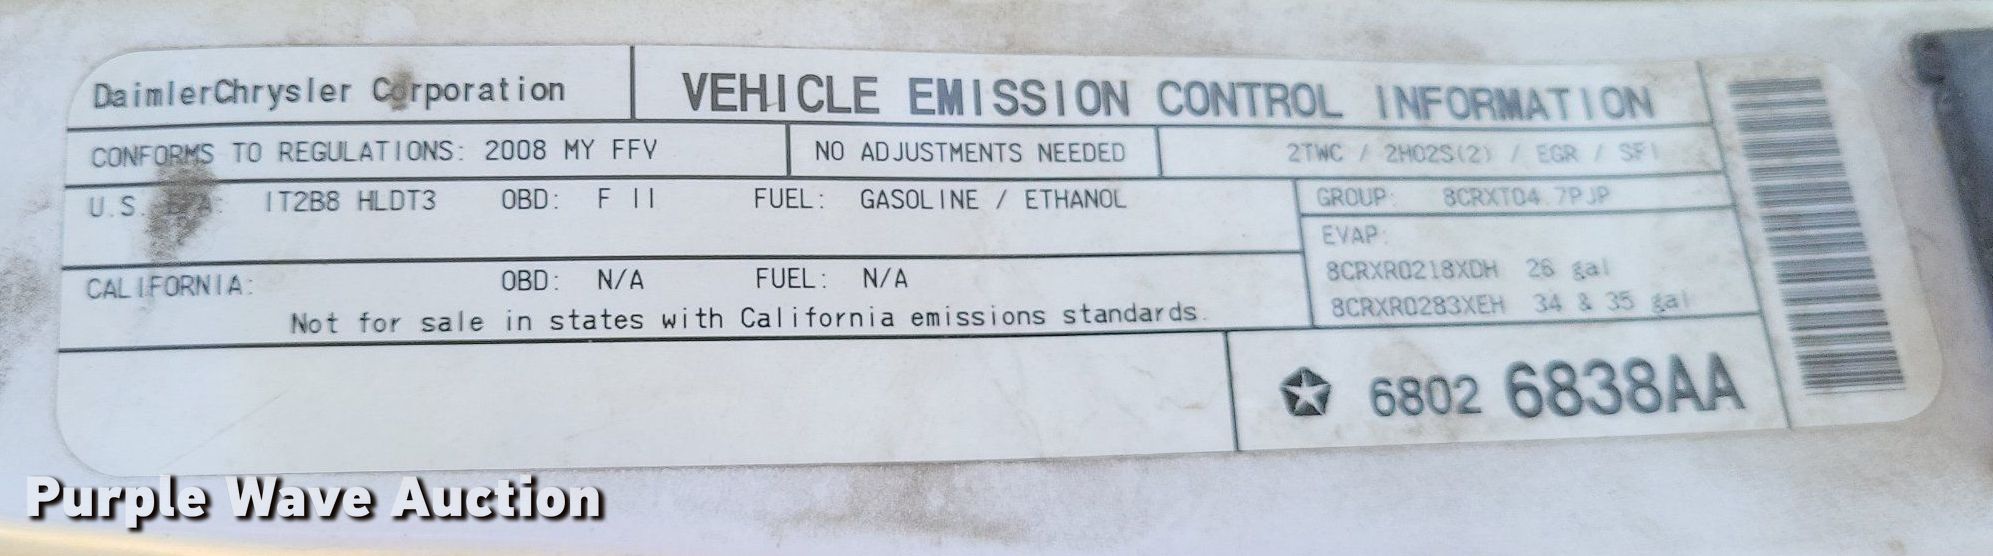 DaimlerChrysler Corporation
VEHICLE EMISSION CONTROL INFORMATION
CONFORMS TO REGULATIONS: 2008 MY FFV
NO ADJUSTMENTS NEEDED
2TWC / 2HO2S(2) / EGR / SFI
U.S. EPA: IT2B8 HLDT3 OBD: F II FUEL: GASOLINE / ETHANOL
GROUP: 8CRXT04.7PJP
EVAP:
8CRXR0218XDH 26 gal
8CRXR0283XEH 34 & 35 gal
CALIFORNIA: OBD: N/A FUEL: N/A
Not for sale in states with California emissions standards.
6802 6838AA
Purple Wave Auction